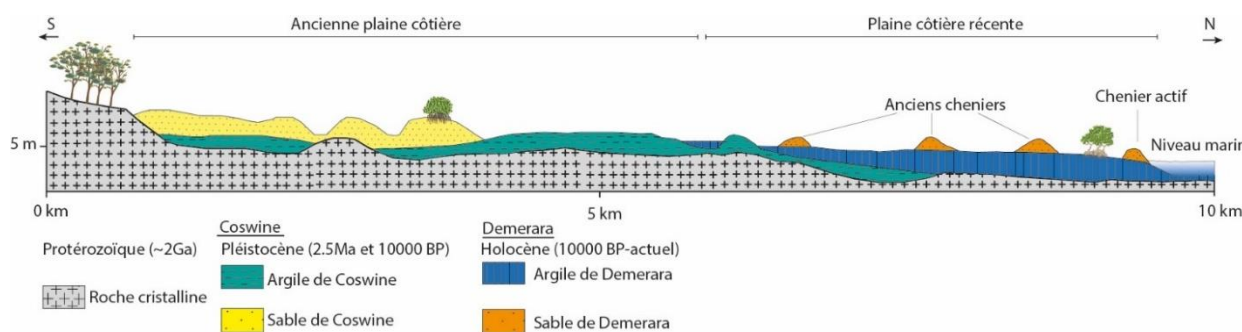 S Ancienne plaine côtière Plaine côtière récente N
Anciens cheniers Chenier actif
Niveau marin
5 m
0 km 5 km 10 km
Coswine Demerara
Protérozoïque (~2Ga) Pléistocène (2.5Ma et 10000 BP) Holocène (10000 BP-actuel)
Argile de Coswine Argile de Demerara
Roche cristalline
Sable de Coswine Sable de Demerara